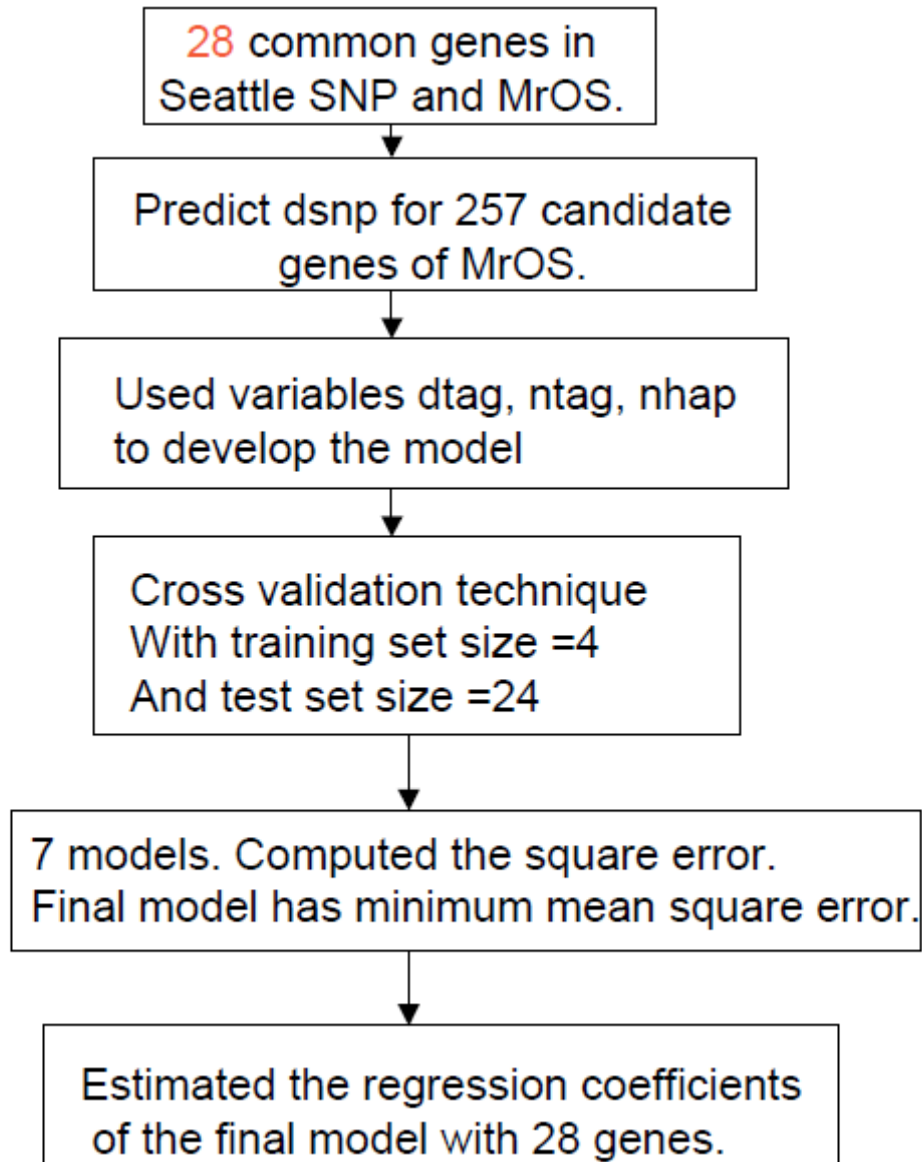 28 common genes in
Seattle SNP and MrOS.
Predict dsnp for 257 candidate
genes of MrOS.
Used variables dtag, ntag, nhap
to develop the model
Cross validation technique
With training set size =4
And test set size =24
7 models. Computed the square error.
Final model has minimum mean square error.
Estimated the regression coefficients
of the final model with 28 genes.